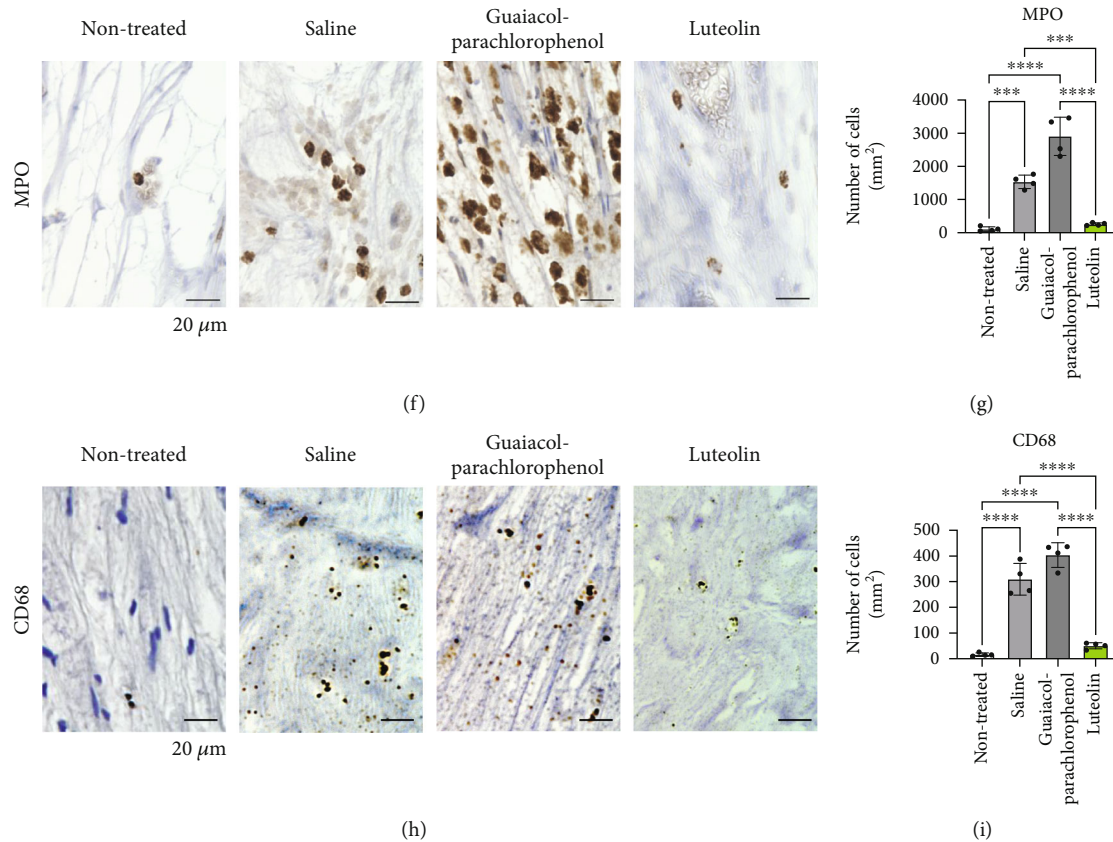 Non-treated
Saline
Guaiacol-
parachlorophenol
Luteolin
MPO
20 μm
(f)
MPO
***
****
***
****
Number of cells
(mm²)
4000
3000
2000
1000
0
Non-treated
Saline
Guaiacol-
parachlorophenol
Luteolin
(g)
Non-treated
Saline
Guaiacol-
parachlorophenol
Luteolin
CD68
20 μm
(h)
CD68
****
****
****
****
Number of cells
(mm²)
500
400
300
200
100
0
Non-treated
Saline
Guaiacol-
parachlorophenol
Luteolin
(i)